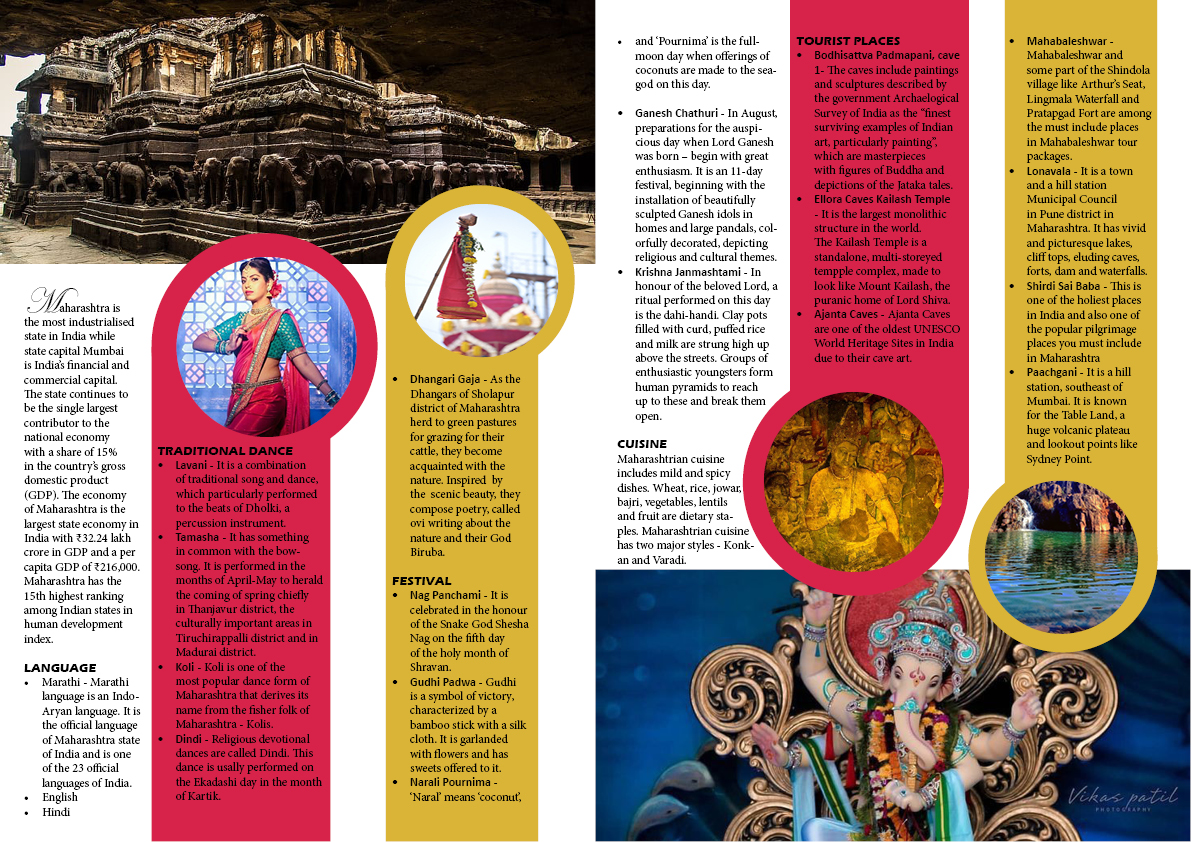 Maharashtra is
the most industrialised
state in India while
state capital Mumbai
is India's financial and
commercial capital.
The state continues to
be the single largest
contributor to the
national economy
with a share of 15%
in the country's gross
domestic product
(GDP). The economy
of Maharashtra is the
largest state economy in
India with ₹32.24 lakh
crore in GDP and a per
capita GDP of ₹216,000.
Maharashtra has the
15th highest ranking
among Indian states in
human development
index.
LANGUAGE
• Marathi - Marathi
language is an Indo-
Aryan language. It is
the official language
of Maharashtra state
of India and is one
of the 23 official
languages of India.
• English
• Hindi
TRADITIONAL DANCE
• Lavani - It is a combination
of traditional song and dance,
which particularly performed
to the beats of Dholki, a
percussion instrument.
• Tamasha - It has something
in common with the bow-
song. It is performed in the
months of April-May to herald
the coming of spring chiefly
in Thanjavur district, the
culturally important areas in
Tiruchirappalli district and in
Madurai district.
• Koli - Koli is one of the
most popular dance form of
Maharashtra that derives its
name from the fisher folk of
Maharashtra - Kolis.
• Dindi - Religious devotional
dances are called Dindi. This
dance is usally performed on
the Ekadashi day in the month
of Kartik.
• Dhangari Gaja - As the
Dhangars of Sholapur
district of Maharashtra
herd to green pastures
for grazing for their
cattle, they become
acquainted with the
nature. Inspired by
the scenic beauty, they
compose poetry, called
ovi writing about the
nature and their God
Biruba.
FESTIVAL
• Nag Panchami - It is
celebrated in the honour
of the Snake God Shesha
Nag on the fifth day
of the holy month of
Shravan.
• Gudhi Padwa - Gudhi
is a symbol of victory,
characterized by a
bamboo stick with a silk
cloth. It is garlanded
with flowers and has
sweets offered to it.
• Narali Pournima -
'Naral' means 'coconut',
• and 'Pournima' is the full-
moon day when offerings of
coconuts are made to the sea-
god on this day.
• Ganesh Chathuri - In August,
preparations for the auspi-
cious day when Lord Ganesh
was born – begin with great
enthusiasm. It is an 11-day
festival, beginning with the
installation of beautifully
sculpted Ganesh idols in
homes and large pandals, col-
orfully decorated, depicting
religious and cultural themes.
• Krishna Janmashtami - In
honour of the beloved Lord, a
ritual performed on this day
is the dahi-handi. Clay pots
filled with curd, puffed rice
and milk are strung high up
above the streets. Groups of
enthusiastic youngsters form
human pyramids to reach
up to these and break them
open.
CUISINE
Maharashtrian cuisine
includes mild and spicy
dishes. Wheat, rice, jowar,
bajri, vegetables, lentils
and fruit are dietary sta-
ples. Maharashtrian cuisine
has two major styles - Konk-
an and Varadi.
TOURIST PLACES
• Bodhisattva Padmapani, cave
1- The caves include paintings
and sculptures described by
the government Archaelogical
Survey of India as the "finest
surviving examples of Indian
art, particularly painting",
which are masterpieces
with figures of Buddha and
depictions of the Jataka tales.
• Ellora Caves Kailash Temple
- It is the largest monolithic
structure in the world.
The Kailash Temple is a
standalone, multi-storeyed
tempple complex, made to
look like Mount Kailash, the
puranic home of Lord Shiva.
• Ajanta Caves - Ajanta Caves
are one of the oldest UNESCO
World Heritage Sites in India
due to their cave art.
• Mahabaleshwar -
Mahabaleshwar and
some part of the Shindola
village like Arthur's Seat,
Lingmala Waterfall and
Pratapgad Fort are among
the must include places
in Mahabaleshwar tour
packages.
• Lonavala - It is a town
and a hill station
Municipal Council
in Pune district in
Maharashtra. It has vivid
and picturesque lakes,
cliff tops, eluding caves,
forts, dam and waterfalls.
• Shirdi Sai Baba - This is
one of the holiest places
in India and also one of
the popular pilgrimage
places you must include
in Maharashtra
• Paachgani - It is a hill
station, southeast of
Mumbai. It is known
for the Table Land, a
huge volcanic plateau
and lookout points like
Sydney Point.
Vikas patil
PHOTOGRAPHY